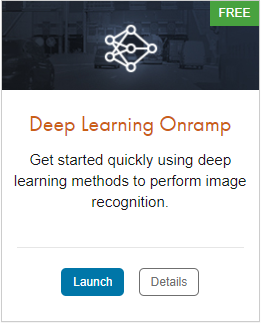 FREE
Deep Learning Onramp
Get started quickly using deep
learning methods to perform image
recognition.
Launch
Details